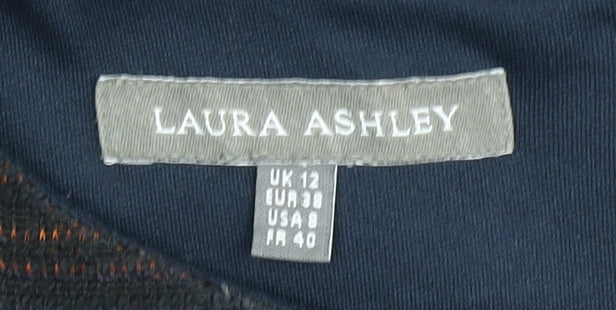 LAURA ASHLEY
UK 12
EUR 38
USA 8
FR 40